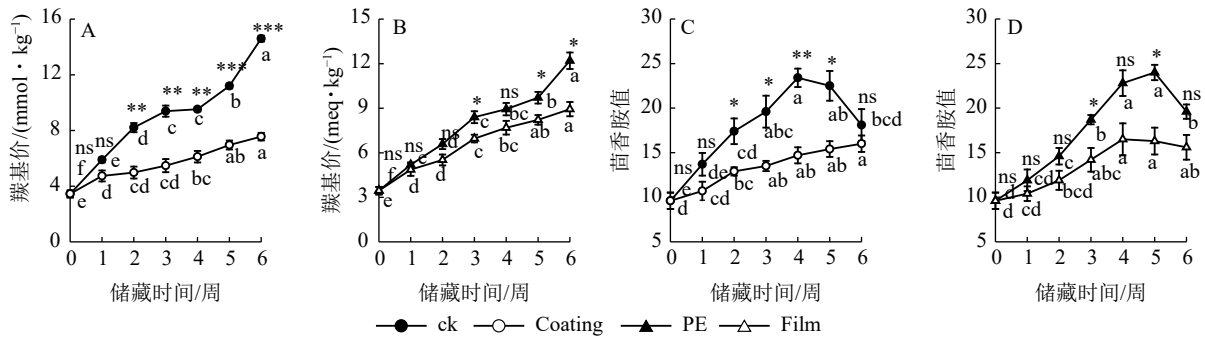 A
羰基价/(mmol·kg⁻¹)
16
12
8
4
0
ns
ns
**
**
**
***
***
f
e
d
c
c
b
a
e
d
cd
cd
bc
ab
a
0 1 2 3 4 5 6
储藏时间/周
B
羰基价/(meq·kg⁻¹)
15
12
9
6
3
0
ns
ns
ns
*
ns
*
*
f
e
d
c
bc
b
a
e
d
d
c
bc
ab
a
0 1 2 3 4 5 6
储藏时间/周
C
茴香胺值
30
25
20
15
10
5
ns
ns
*
*
**
*
ns
e
de
cd
abc
a
ab
bcd
d
cd
bc
ab
ab
ab
a
0 1 2 3 4 5 6
储藏时间/周
D
茴香胺值
30
25
20
15
10
5
ns
ns
ns
*
ns
*
ns
d
cd
c
b
a
a
b
d
cd
bcd
abc
a
ab
ab
0 1 2 3 4 5 6
储藏时间/周
ck Coating PE Film